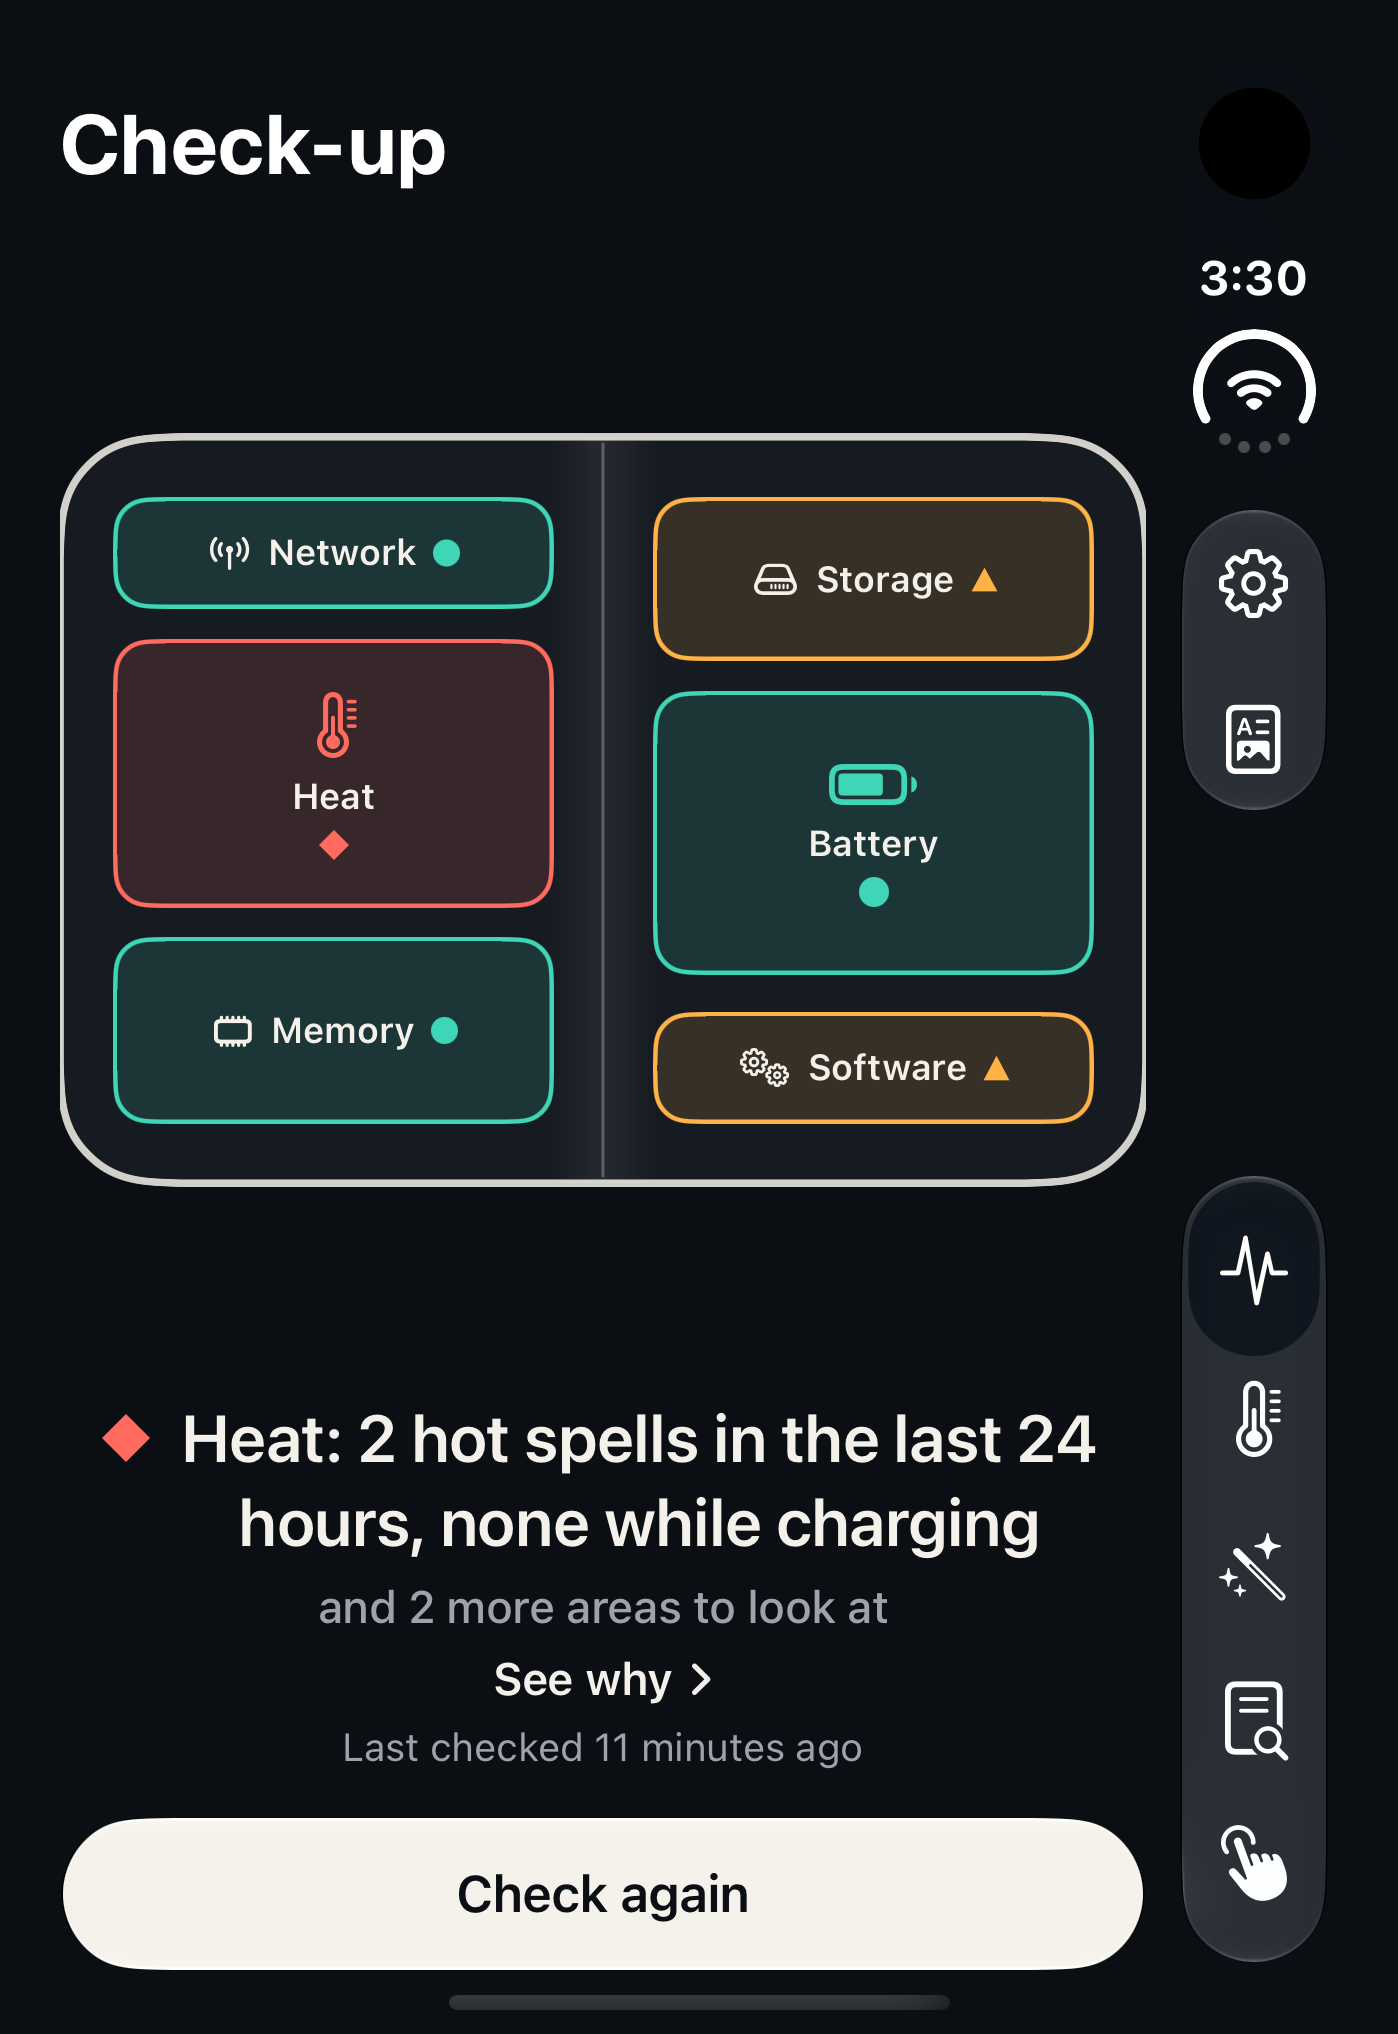 Check-up
3:30
Network
Storage
Heat
Battery
Memory
Software
Heat: 2 hot spells in the last 24
hours, none while charging
and 2 more areas to look at
See why
Last checked 11 minutes ago
Check again